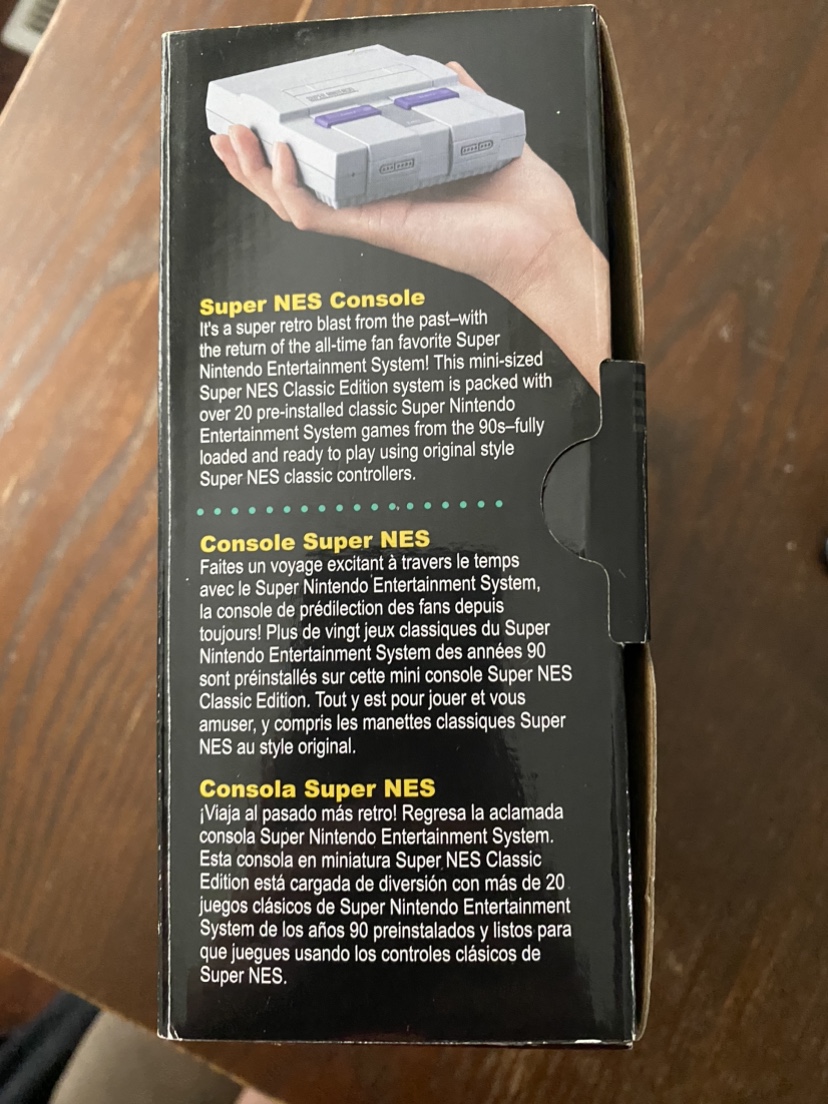 Super NES Console
It's a super retro blast from the past–with
the return of the all-time fan favorite Super
Nintendo Entertainment System! This mini-sized
Super NES Classic Edition system is packed with
over 20 pre-installed classic Super Nintendo
Entertainment System games from the 90s–fully
loaded and ready to play using original style
Super NES classic controllers.
Console Super NES
Faites un voyage excitant à travers le temps
avec le Super Nintendo Entertainment System,
la console de prédilection des fans depuis
toujours! Plus de vingt jeux classiques du Super
Nintendo Entertainment System des années 90
sont préinstallés sur cette mini console Super NES
Classic Edition. Tout y est pour jouer et vous
amuser, y compris les manettes classiques Super
NES au style original.
Consola Super NES
¡Viaja al pasado más retro! Regresa la aclamada
consola Super Nintendo Entertainment System.
Esta consola en miniatura Super NES Classic
Edition está cargada de diversión con más de 20
juegos clásicos de Super Nintendo Entertainment
System de los años 90 preinstalados y listos para
que juegues usando los controles clásicos de
Super NES.